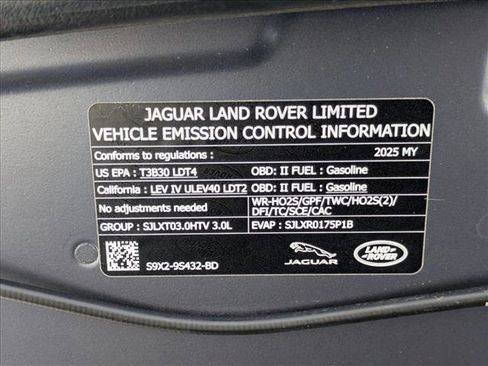 JAGUAR LAND ROVER LIMITED
VEHICLE EMISSION CONTROL INFORMATION
Conforms to regulations : 2025 MY
US EPA : T3B30 LDT4 OBD: II FUEL : Gasoline
California : LEV IV ULEV40 LDT2 OBD: II FUEL : Gasoline
No adjustments needed WR-HO2S/GPF/TWC/HO2S(2)/
DFI/TC/SCE/CAC
GROUP : SJLXT03.0HTV 3.0L EVAP : SJLXR0175P1B
S9X2-9S432-BD
JAGUAR
LAND ROVER